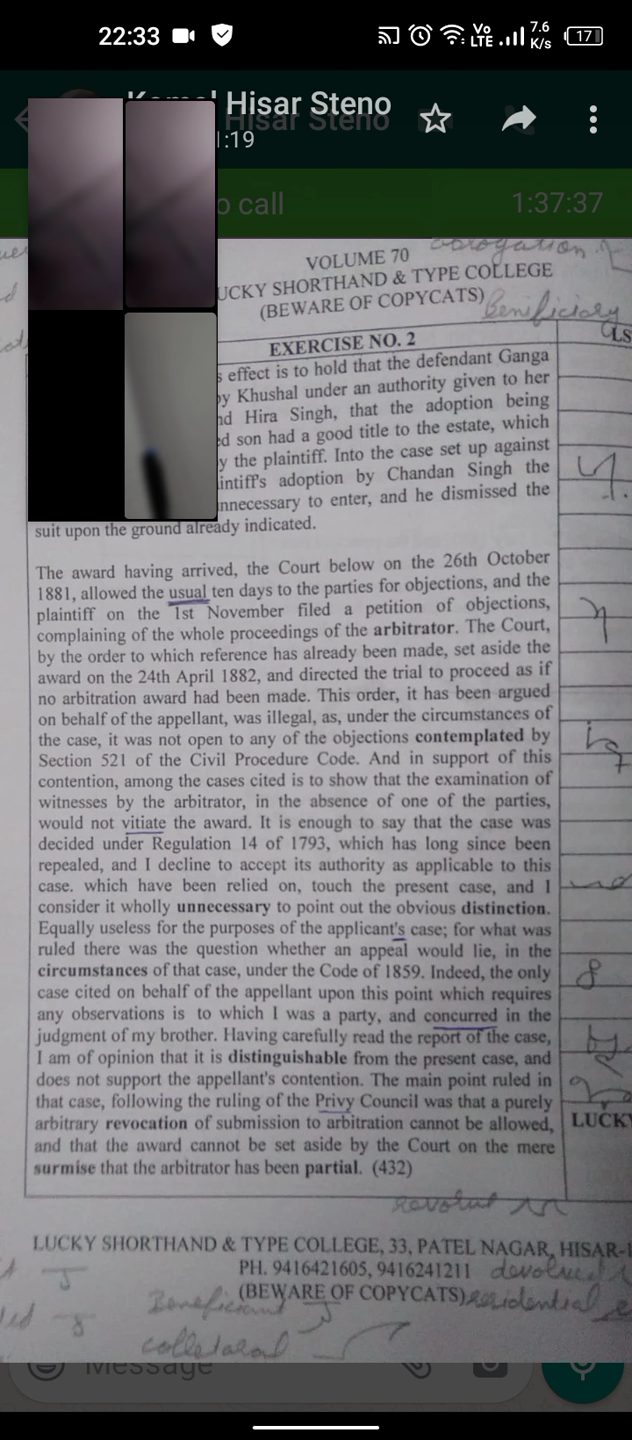 22:33
Vo LTE
7.6 K/s
17
Kamal Hisar Steno
Hisar Steno
1:19
o call
1:37:37
VOLUME 70
UCKY SHORTHAND & TYPE COLLEGE
(BEWARE OF COPYCATS)
Benificiary
EXERCISE NO. 2
LS
s effect is to hold that the defendant Ganga
by Khushal under an authority given to her
nd Hira Singh, that the adoption being
ed son had a good title to the estate, which
y the plaintiff. Into the case set up against
intiff's adoption by Chandan Singh the
nnecessary to enter, and he dismissed the
suit upon the ground already indicated.
The award having arrived, the Court below on the 26th October
1881, allowed the usual ten days to the parties for objections, and the
plaintiff on the 1st November filed a petition of objections,
complaining of the whole proceedings of the arbitrator. The Court,
by the order to which reference has already been made, set aside the
award on the 24th April 1882, and directed the trial to proceed as if
no arbitration award had been made. This order, it has been argued
on behalf of the appellant, was illegal, as, under the circumstances of
the case, it was not open to any of the objections contemplated by
Section 521 of the Civil Procedure Code. And in support of this
contention, among the cases cited is to show that the examination of
witnesses by the arbitrator, in the absence of one of the parties,
would not vitiate the award. It is enough to say that the case was
decided under Regulation 14 of 1793, which has long since been
repealed, and I decline to accept its authority as applicable to this
case. which have been relied on, touch the present case, and I
consider it wholly unnecessary to point out the obvious distinction.
Equally useless for the purposes of the applicant's case; for what was
ruled there was the question whether an appeal would lie, in the
circumstances of that case, under the Code of 1859. Indeed, the only
case cited on behalf of the appellant upon this point which requires
any observations is to which I was a party, and concurred in the
judgment of my brother. Having carefully read the report of the case,
I am of opinion that it is distinguishable from the present case, and
does not support the appellant's contention. The main point ruled in
that case, following the ruling of the Privy Council was that a purely
arbitrary revocation of submission to arbitration cannot be allowed,
and that the award cannot be set aside by the Court on the mere
surmise that the arbitrator has been partial. (432)
LUCKY
LUCKY SHORTHAND & TYPE COLLEGE, 33, PATEL NAGAR, HISAR-1
PH. 9416421605, 9416241211 devolved
(BEWARE OF COPYCATS) residential
collateral
Message